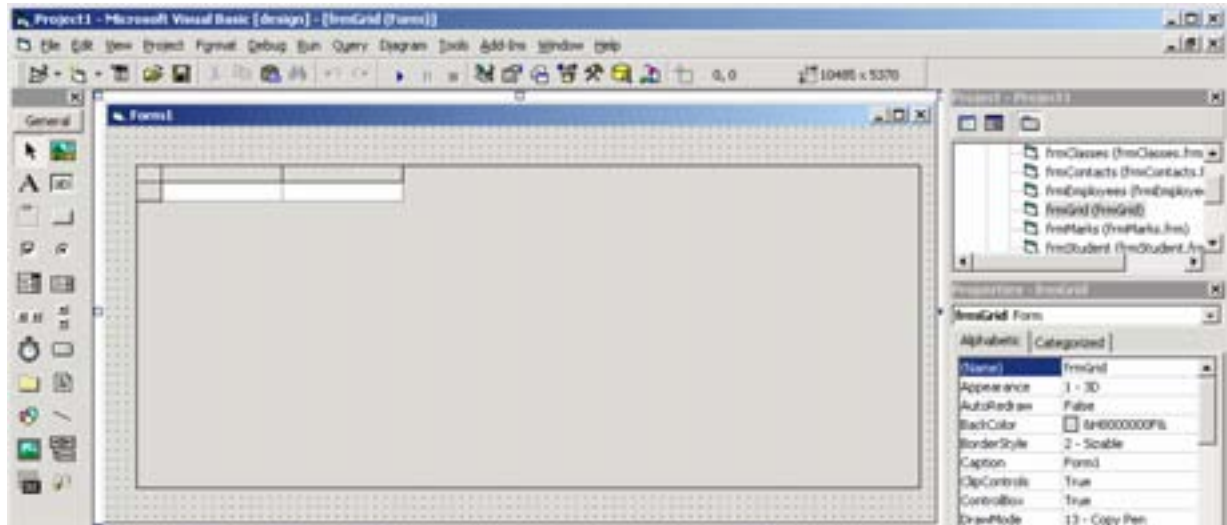 Project1 - Microsoft Visual Basic [design] - [frmGrid (Form)]
File Edit View Project Format Debug Run Query Diagram Tools Add-Ins Window Help
0, 0 10485 x 5370
General
Form1
Project - Project1
frmClasses (frmClasses.frm
frmContacts (frmContacts.f
frmEmployees (frmEmployee
frmGrid (frmGrid)
frmMarks (frmMarks.frm)
frmStudent (frmStudent.frm
Properties - frmGrid
frmGrid Form
Alphabetic Categorized
(Name) frmGrid
Appearance 1 - 3D
AutoRedraw False
BackColor &H8000000F&
BorderStyle 2 - Sizable
Caption Form1
ClipControls True
ControlBox True
DrawMode 13 - Copy Pen